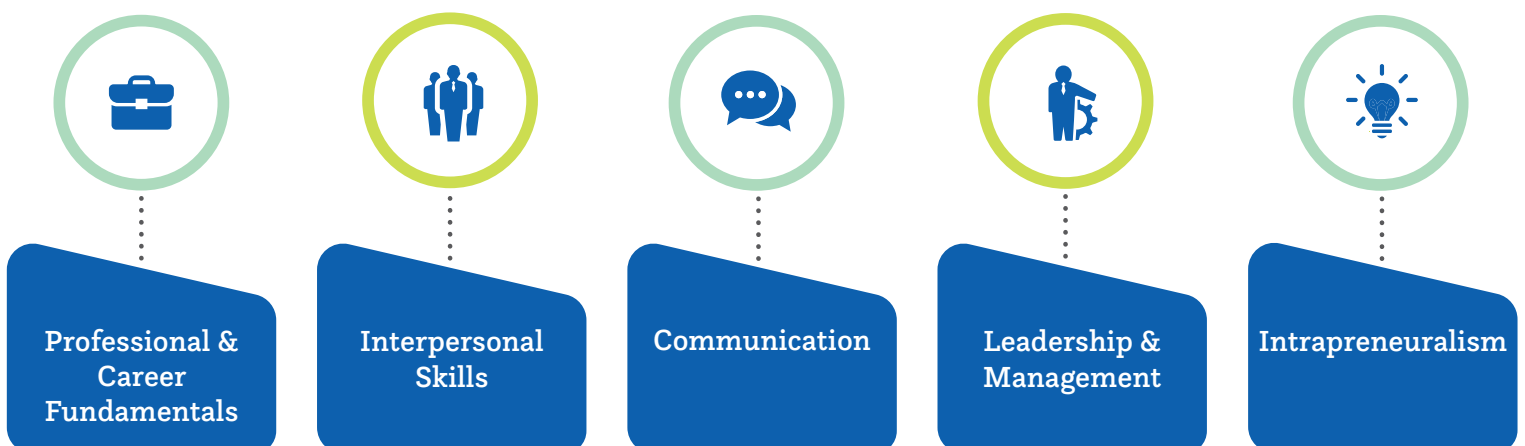 Professional &
Career
Fundamentals
Interpersonal
Skills
Communication
Leadership &
Management
Intrapreneuralism